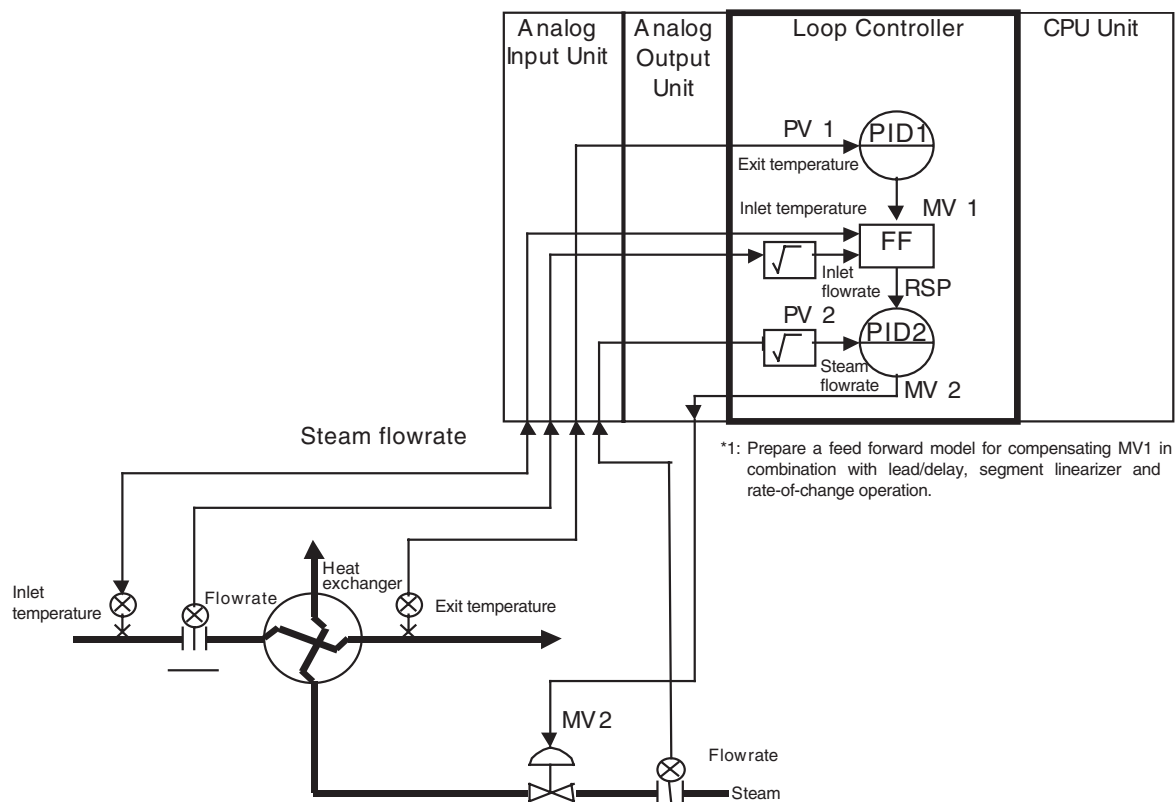 Analog
Input Unit
Analog
Output
Unit
Loop Controller
CPU Unit
PV 1
PID1
Exit temperature
Inlet temperature
MV 1
FF
√
Inlet
flowrate
RSP
PV 2
PID2
√
Steam
flowrate
MV 2
Steam flowrate
*1: Prepare a feed forward model for compensating MV1 in
combination with lead/delay, segment linearizer and
rate-of-change operation.
Inlet
temperature
Flowrate
Heat
exchanger
Exit temperature
MV2
Flowrate
Steam